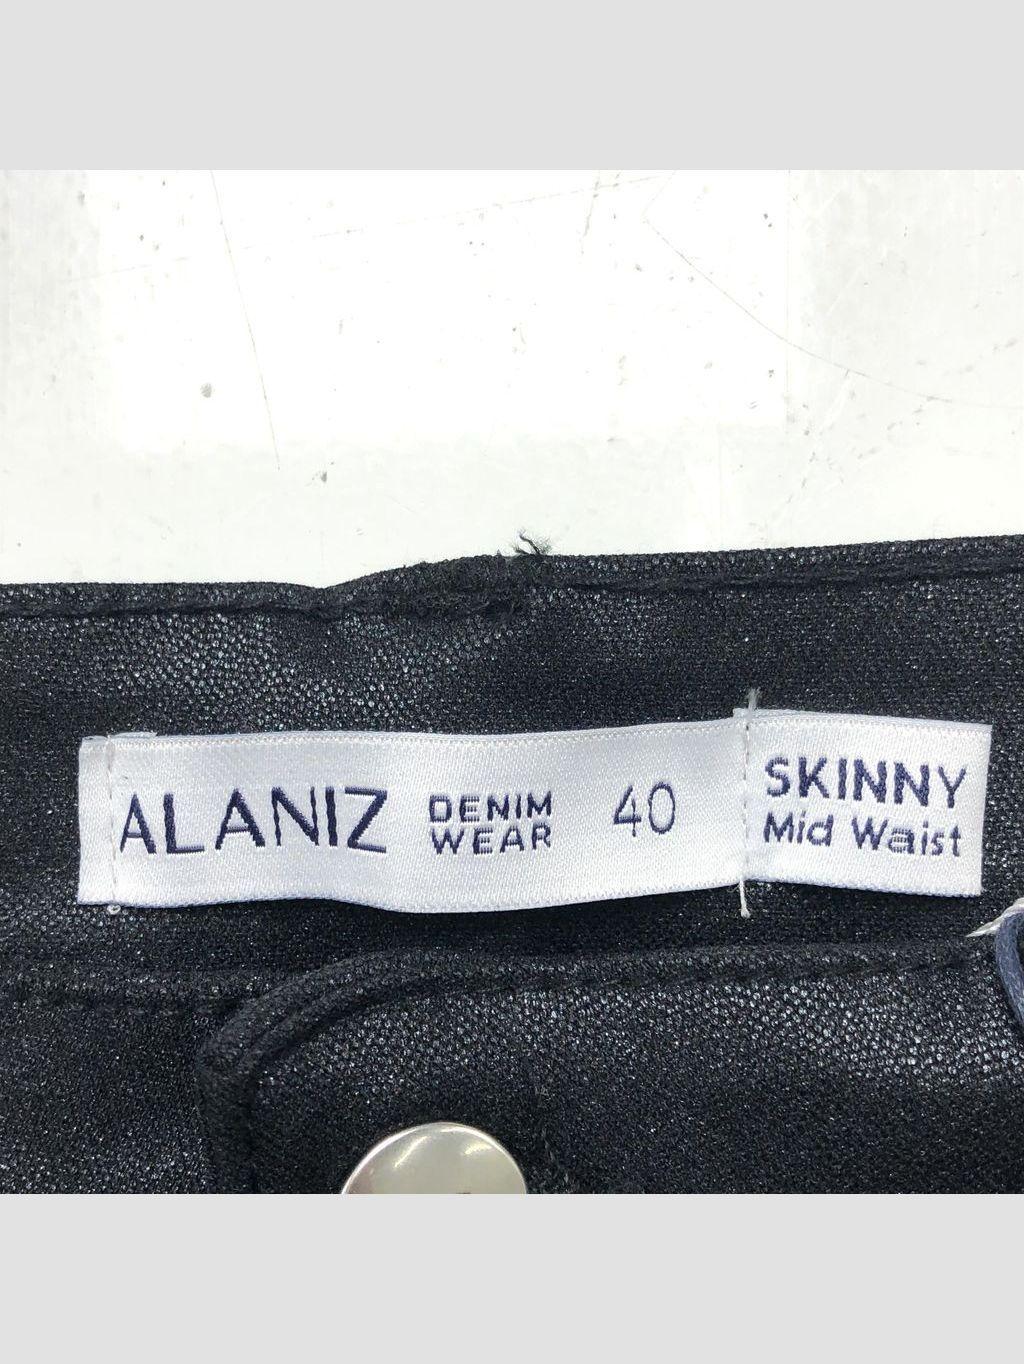 ALANIZ
DENIM
WEAR
40
SKINNY
Mid Waist